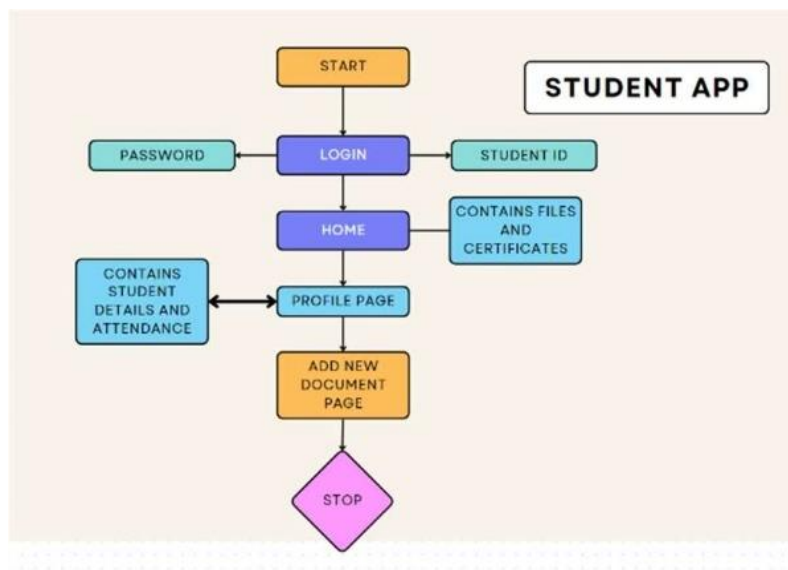 START
STUDENT APP
PASSWORD
LOGIN
STUDENT ID
HOME
CONTAINS FILES
AND
CERTIFICATES
CONTAINS
STUDENT
DETAILS AND
ATTENDANCE
PROFILE PAGE
ADD NEW
DOCUMENT
PAGE
STOP